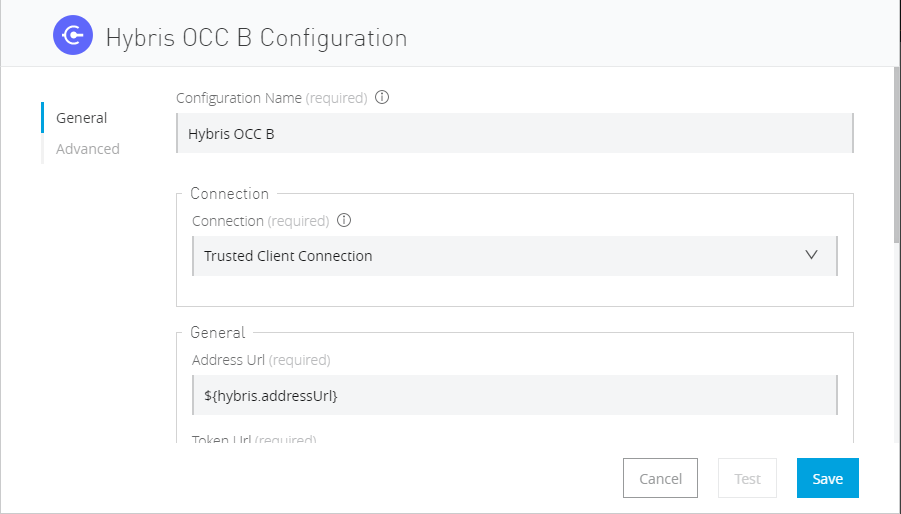 Hybris OCC B Configuration
General
Advanced
Configuration Name (required)
Hybris OCC B
Connection
Connection (required)
Trusted Client Connection
General
Address Url (required)
${hybris.addressUrl}
Token Url (required)
Cancel
Test
Save